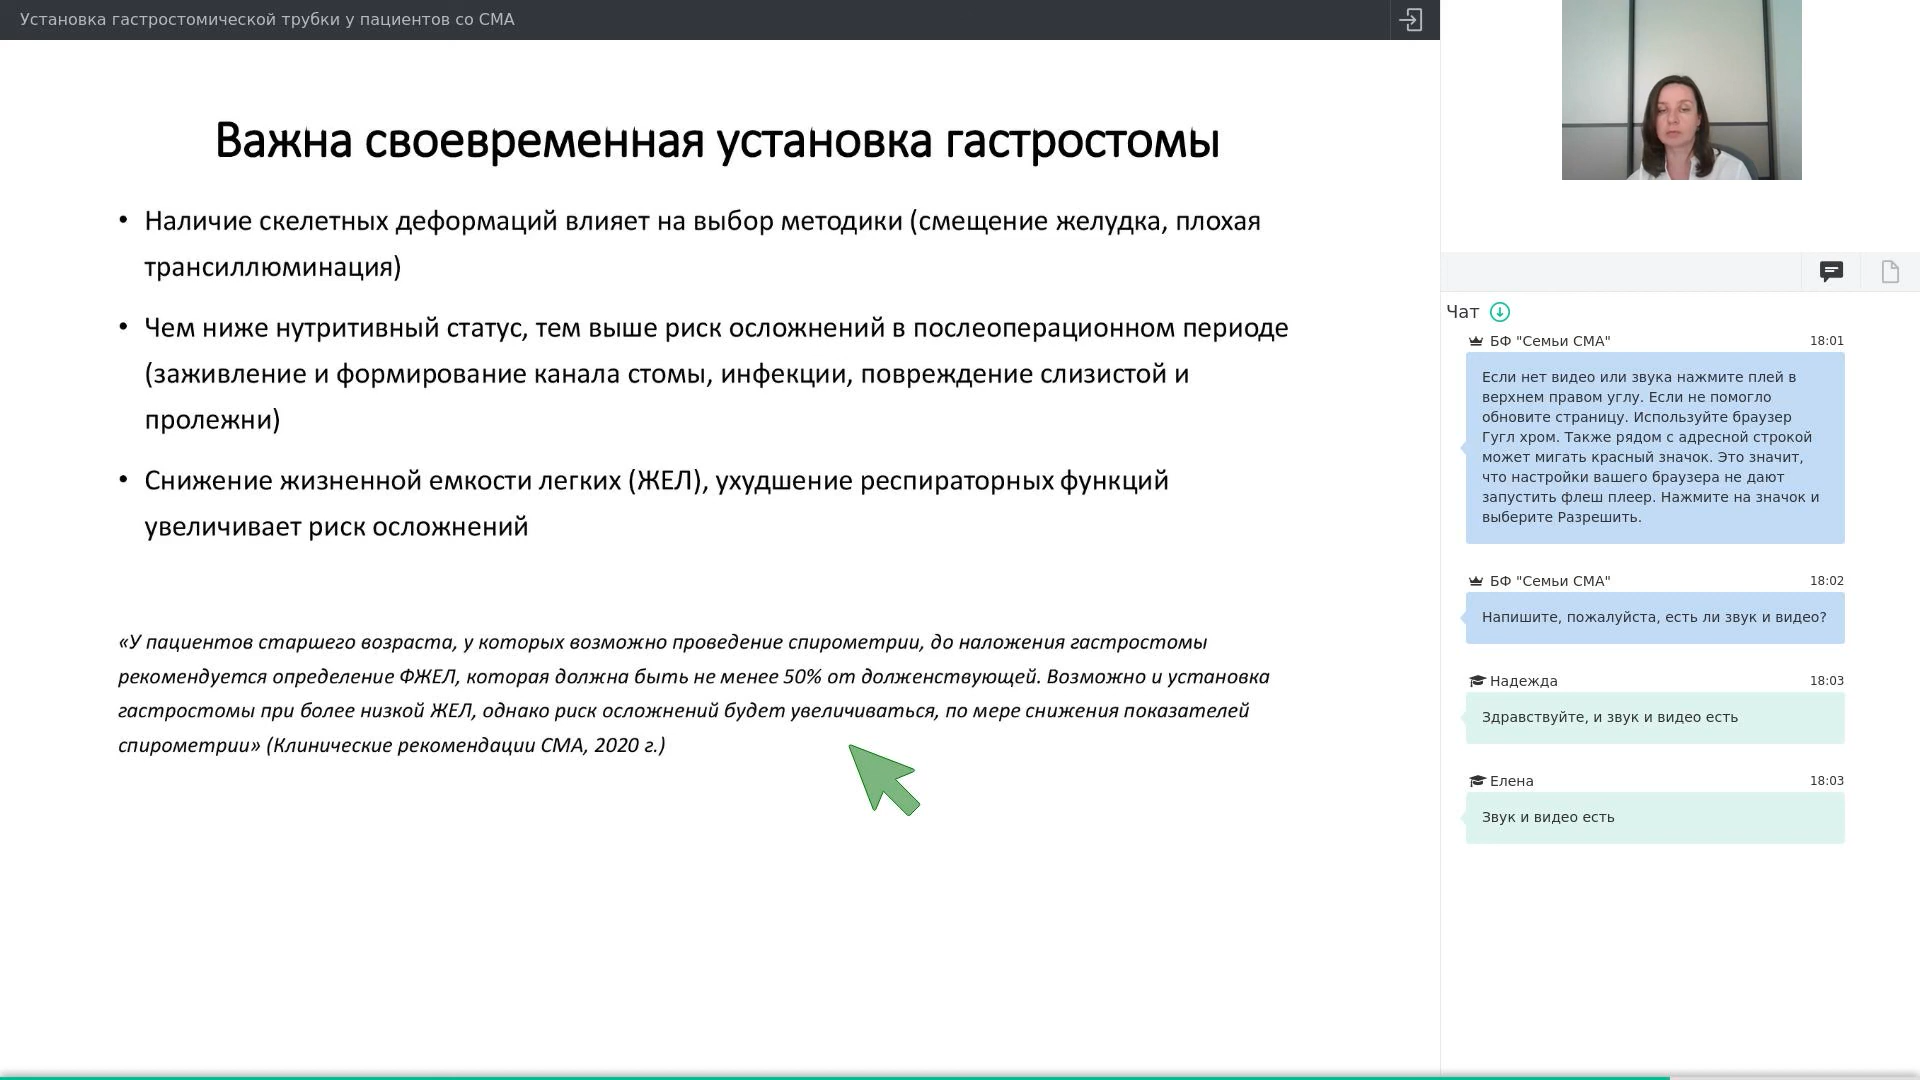 Установка гастростомической трубки у пациентов со СМА
Важна своевременная установка гастростомы
• Наличие скелетных деформаций влияет на выбор методики (смещение желудка, плохая
трансиллюминация)
• Чем ниже нутритивный статус, тем выше риск осложнений в послеоперационном периоде
(заживление и формирование канала стомы, инфекции, повреждение слизистой и
пролежни)
• Снижение жизненной емкости легких (ЖЕЛ), ухудшение респираторных функций
увеличивает риск осложнений
«У пациентов старшего возраста, у которых возможно проведение спирометрии, до наложения гастростомы
рекомендуется определение ФЖЕЛ, которая должна быть не менее 50% от долженствующей. Возможно и установка
гастростомы при более низкой ЖЕЛ, однако риск осложнений будет увеличиваться, по мере снижения показателей
спирометрии» (Клинические рекомендации СМА, 2020 г.)
Чат
БФ "Семьи СМА" 18:01
Если нет видео или звука нажмите плей в
верхнем правом углу. Если не помогло
обновите страницу. Используйте браузер
Гугл хром. Также рядом с адресной строкой
может мигать красный значок. Это значит,
что настройки вашего браузера не дают
запустить флеш плеер. Нажмите на значок и
выберите Разрешить.
БФ "Семьи СМА" 18:02
Напишите, пожалуйста, есть ли звук и видео?
Надежда 18:03
Здравствуйте, и звук и видео есть
Елена 18:03
Звук и видео есть